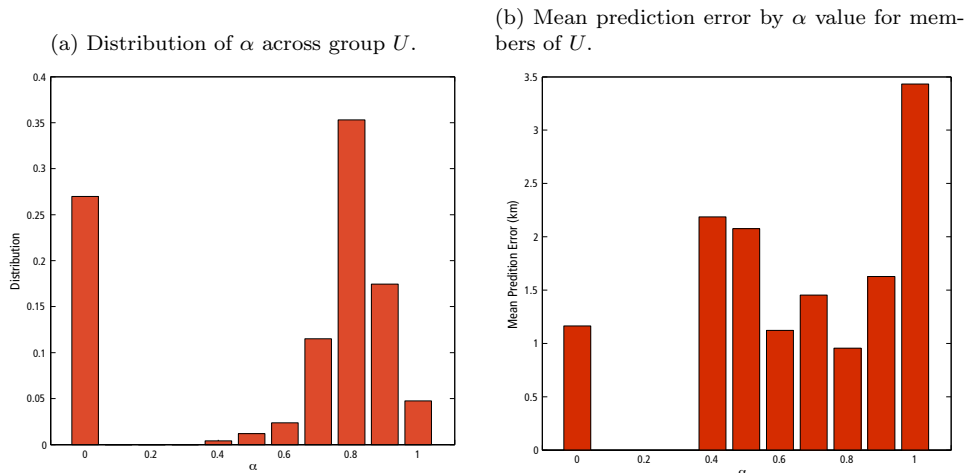 (a) Distribution of α across group U.
(b) Mean prediction error by α value for mem-
bers of U.
0.4
0.35
0.3
0.25
0.2
0.15
0.1
0.05
0
Distribution
0 0.2 0.4 0.6 0.8 1
α
3.5
3
2.5
2
1.5
1
0.5
0
Mean Predition Error (km)
0 0.2 0.4 0.6 0.8 1
α